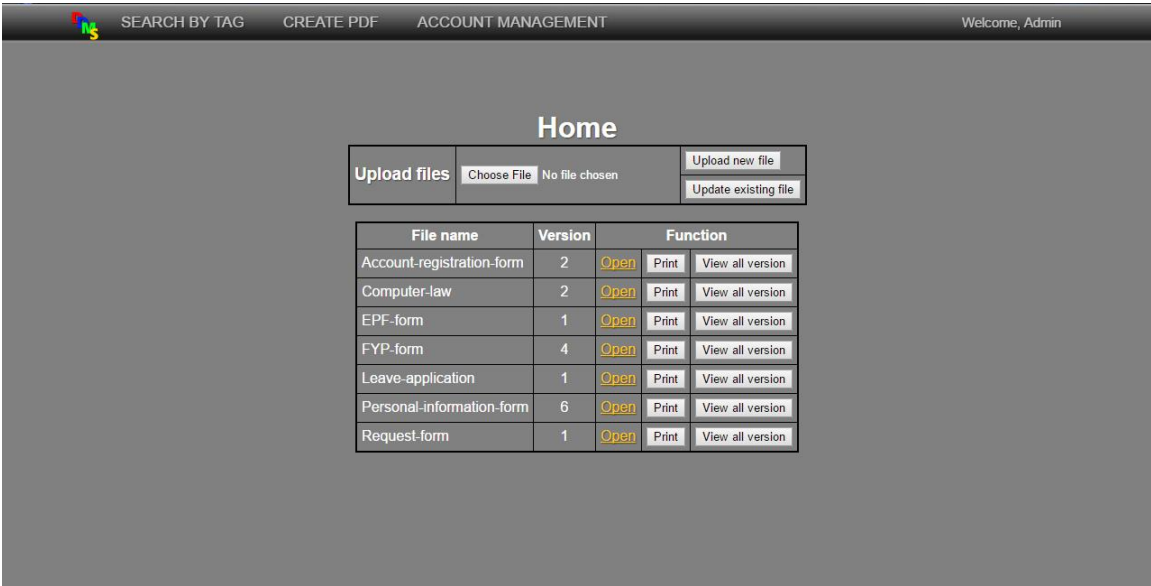 DMS SEARCH BY TAG CREATE PDF ACCOUNT MANAGEMENT Welcome, Admin
Home
Upload files Choose File No file chosen Upload new file
Update existing file
File name Version Function
Account-registration-form 2 Open Print View all version
Computer-law 2 Open Print View all version
EPF-form 1 Open Print View all version
FYP-form 4 Open Print View all version
Leave-application 1 Open Print View all version
Personal-information-form 6 Open Print View all version
Request-form 1 Open Print View all version